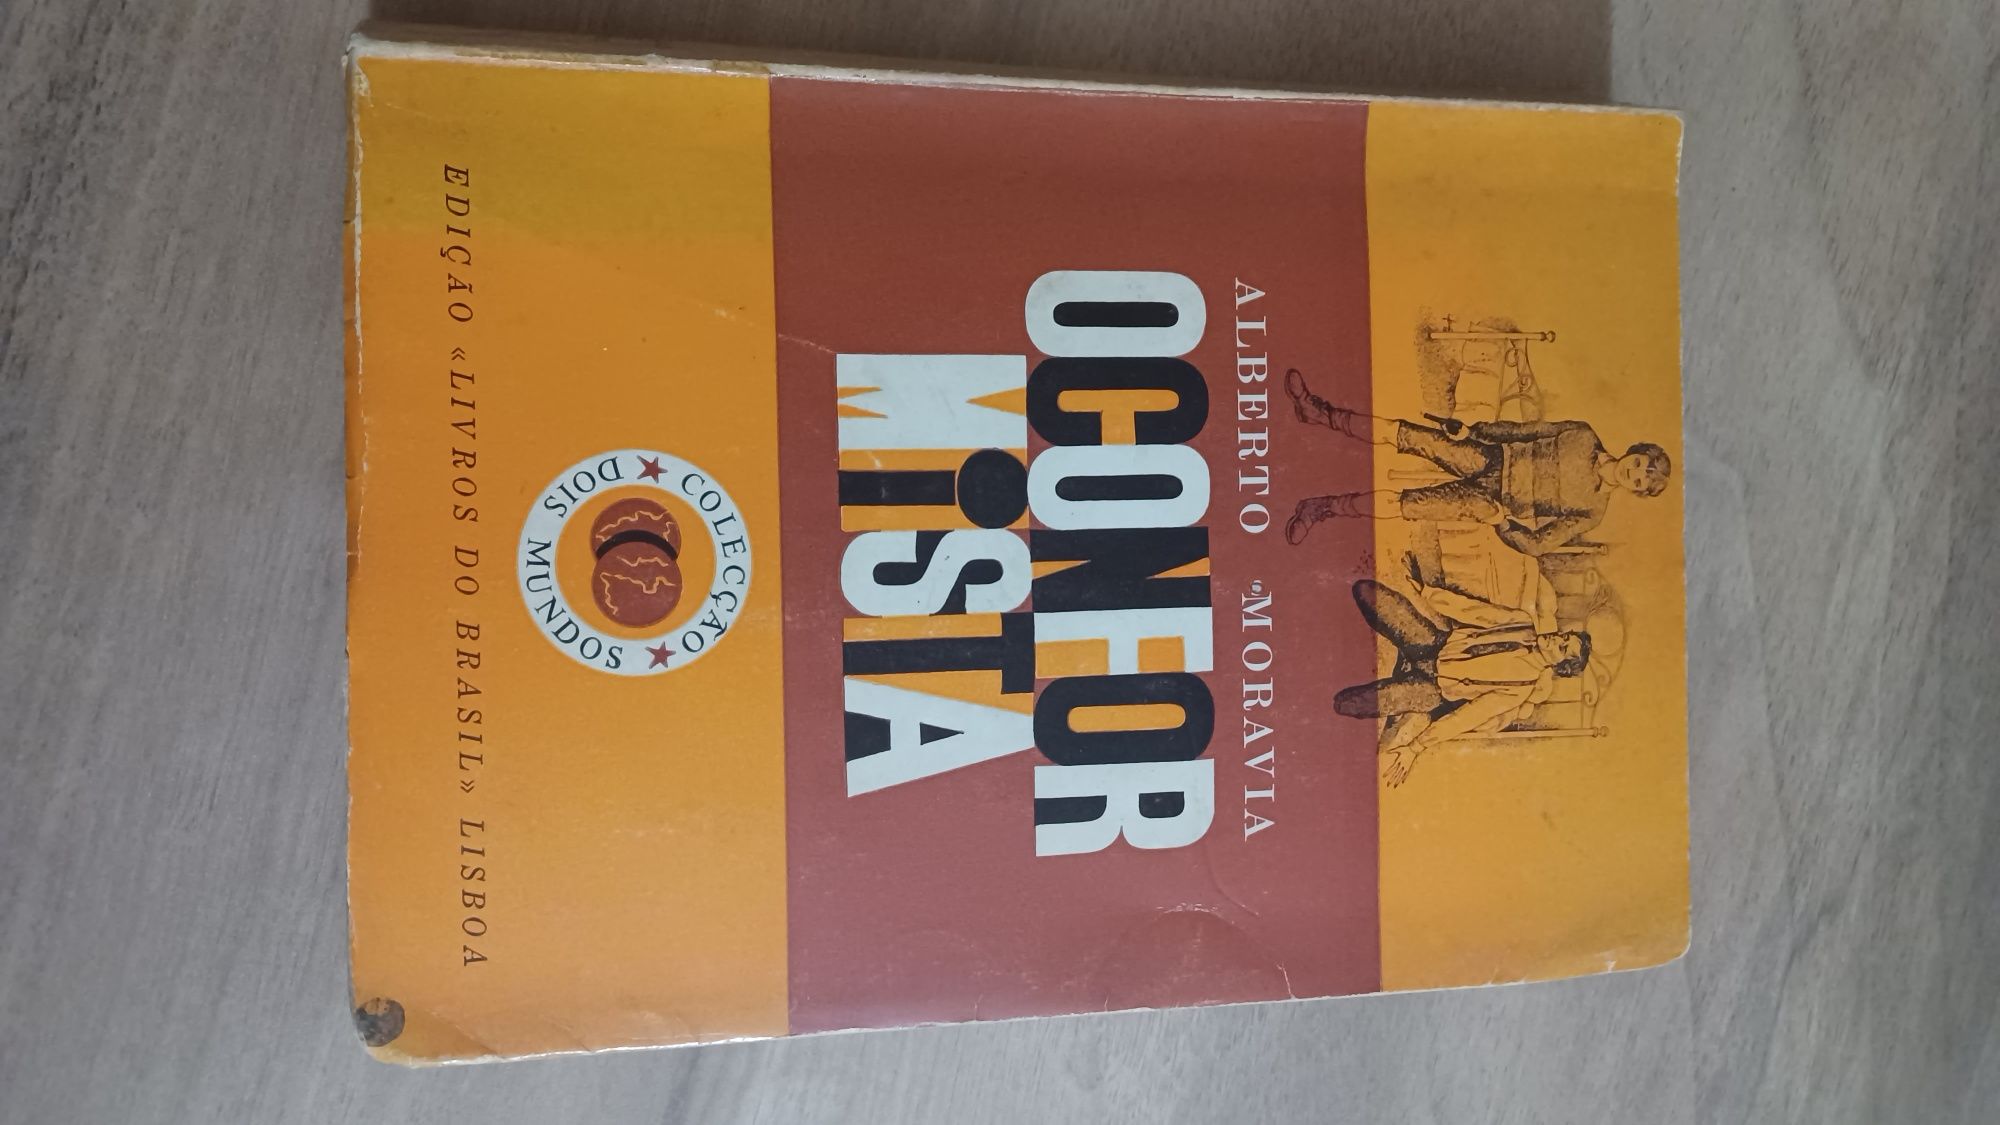 ALBERTO MORAVIA
O CONFOR
MISTA
COLECÇÃO
DOIS MUNDOS
EDIÇÃO «LIVROS DO BRASIL» LISBOA